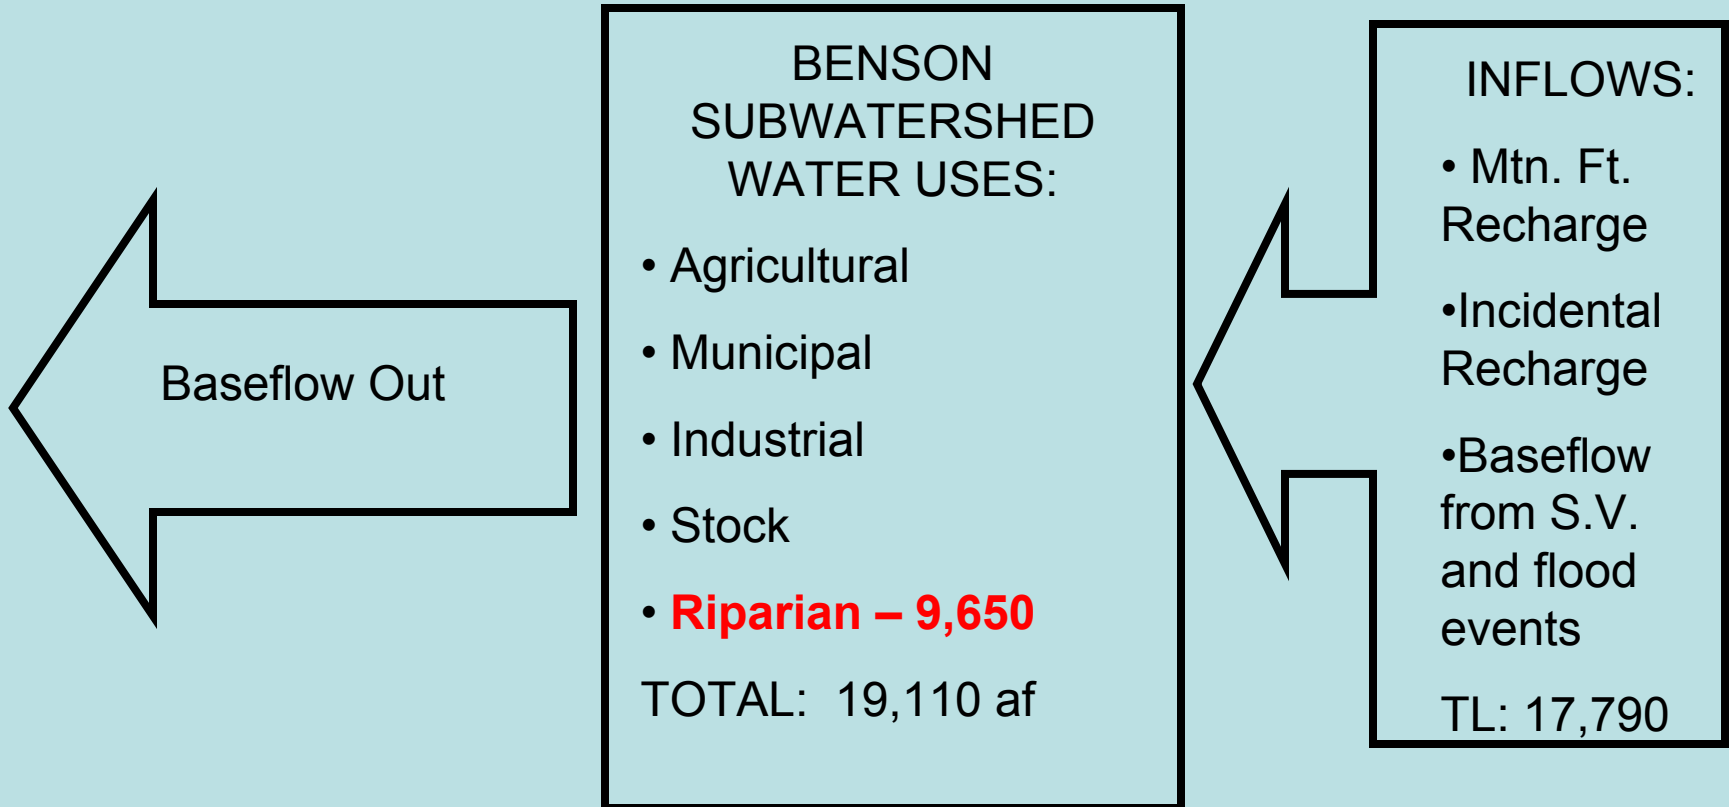 Baseflow Out
BENSON
SUBWATERSHED
WATER USES:
• Agricultural
• Municipal
• Industrial
• Stock
• Riparian – 9,650
TOTAL: 19,110 af
INFLOWS:
• Mtn. Ft.
Recharge
•Incidental
Recharge
•Baseflow
from S.V.
and flood
events
TL: 17,790